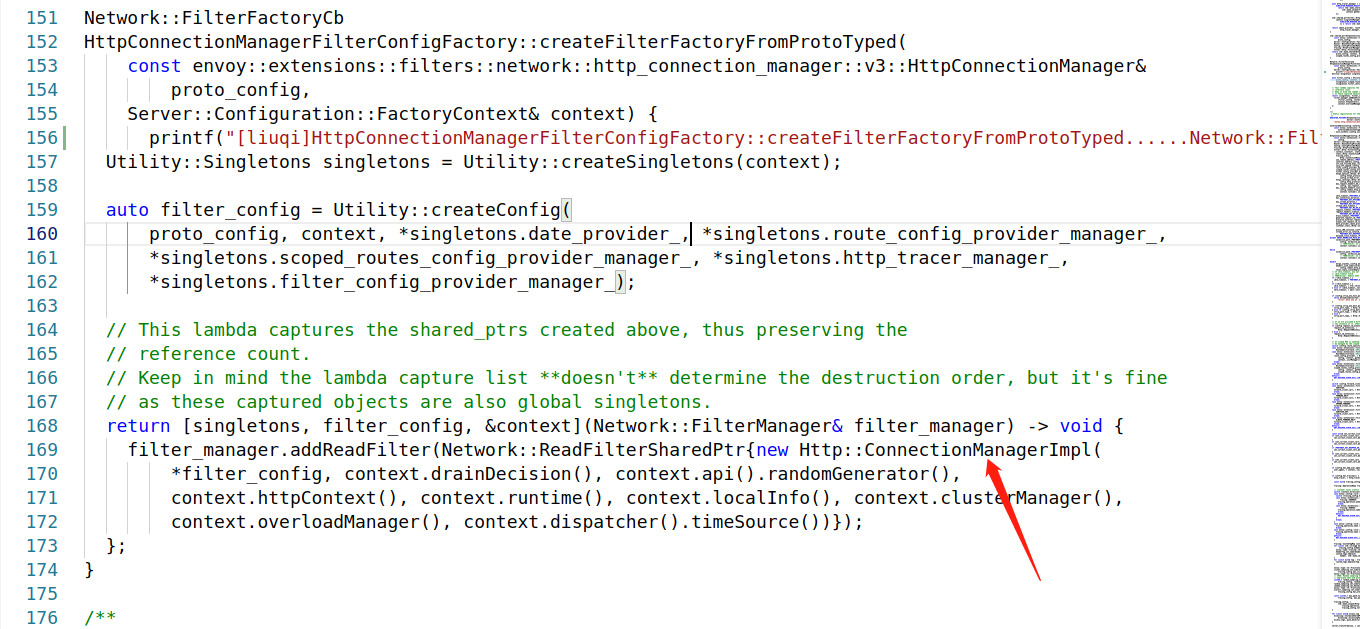 151 Network::FilterFactoryCb
152 HttpConnectionManagerFilterConfigFactory::createFilterFactoryFromProtoTyped(
153     const envoy::extensions::filters::network::http_connection_manager::v3::HttpConnectionManager&
154         proto_config,
155     Server::Configuration::FactoryContext& context) {
156       printf("[liuqi]HttpConnectionManagerFilterConfigFactory::createFilterFactoryFromProtoTyped......Network::Fil
157   Utility::Singletons singletons = Utility::createSingletons(context);
158
159   auto filter_config = Utility::createConfig(
160       proto_config, context, *singletons.date_provider_, *singletons.route_config_provider_manager_,
161       *singletons.scoped_routes_config_provider_manager_, *singletons.http_tracer_manager_,
162       *singletons.filter_config_provider_manager_);
163
164   // This lambda captures the shared_ptrs created above, thus preserving the
165   // reference count.
166   // Keep in mind the lambda capture list **doesn't** determine the destruction order, but it's fine
167   // as these captured objects are also global singletons.
168   return [singletons, filter_config, &context](Network::FilterManager& filter_manager) -> void {
169     filter_manager.addReadFilter(Network::ReadFilterSharedPtr{new Http::ConnectionManagerImpl(
170         *filter_config, context.drainDecision(), context.api().randomGenerator(),
171         context.httpContext(), context.runtime(), context.localInfo(), context.clusterManager(),
172         context.overloadManager(), context.dispatcher().timeSource())});
173   };
174 }
175
176 /**